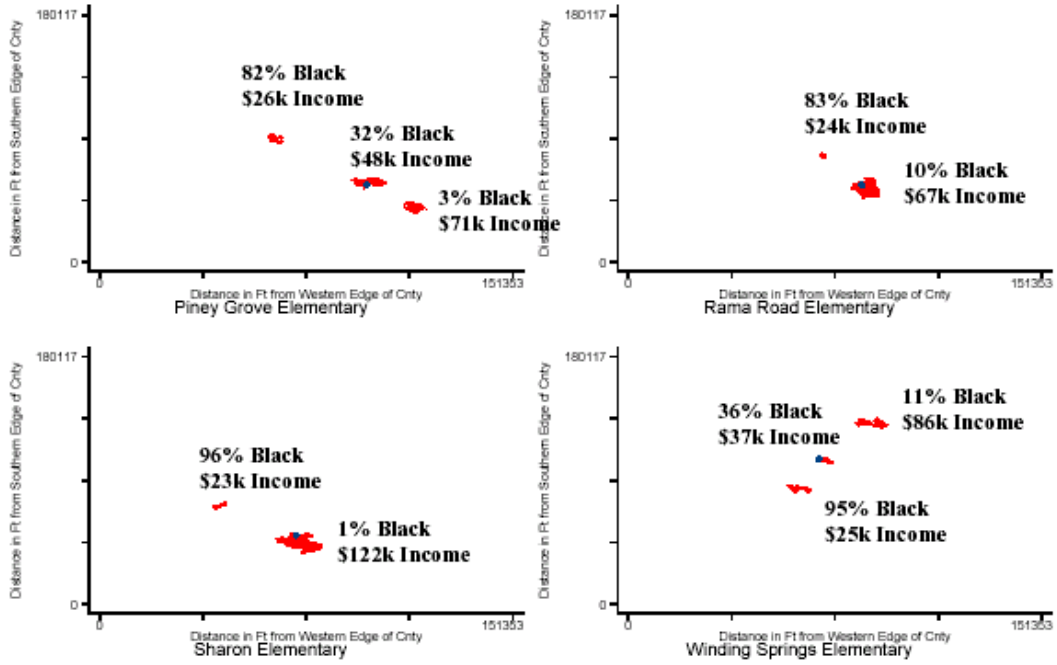 180117
Distance in Ft from Southern Edge of Cnty
82% Black
$26k Income
32% Black
$48k Income
3% Black
$71k Income
0
0
151353
Distance in Ft from Western Edge of Cnty
Piney Grove Elementary
180117
Distance in Ft from Southern Edge of Cnty
83% Black
$24k Income
10% Black
$67k Income
0
0
151353
Distance in Ft from Western Edge of Cnty
Rama Road Elementary
180117
Distance in Ft from Southern Edge of Cnty
96% Black
$23k Income
1% Black
$122k Income
0
0
151353
Distance in Ft from Western Edge of Cnty
Sharon Elementary
180117
Distance in Ft from Southern Edge of Cnty
11% Black
$86k Income
36% Black
$37k Income
95% Black
$25k Income
0
0
151353
Distance in Ft from Western Edge of Cnty
Winding Springs Elementary